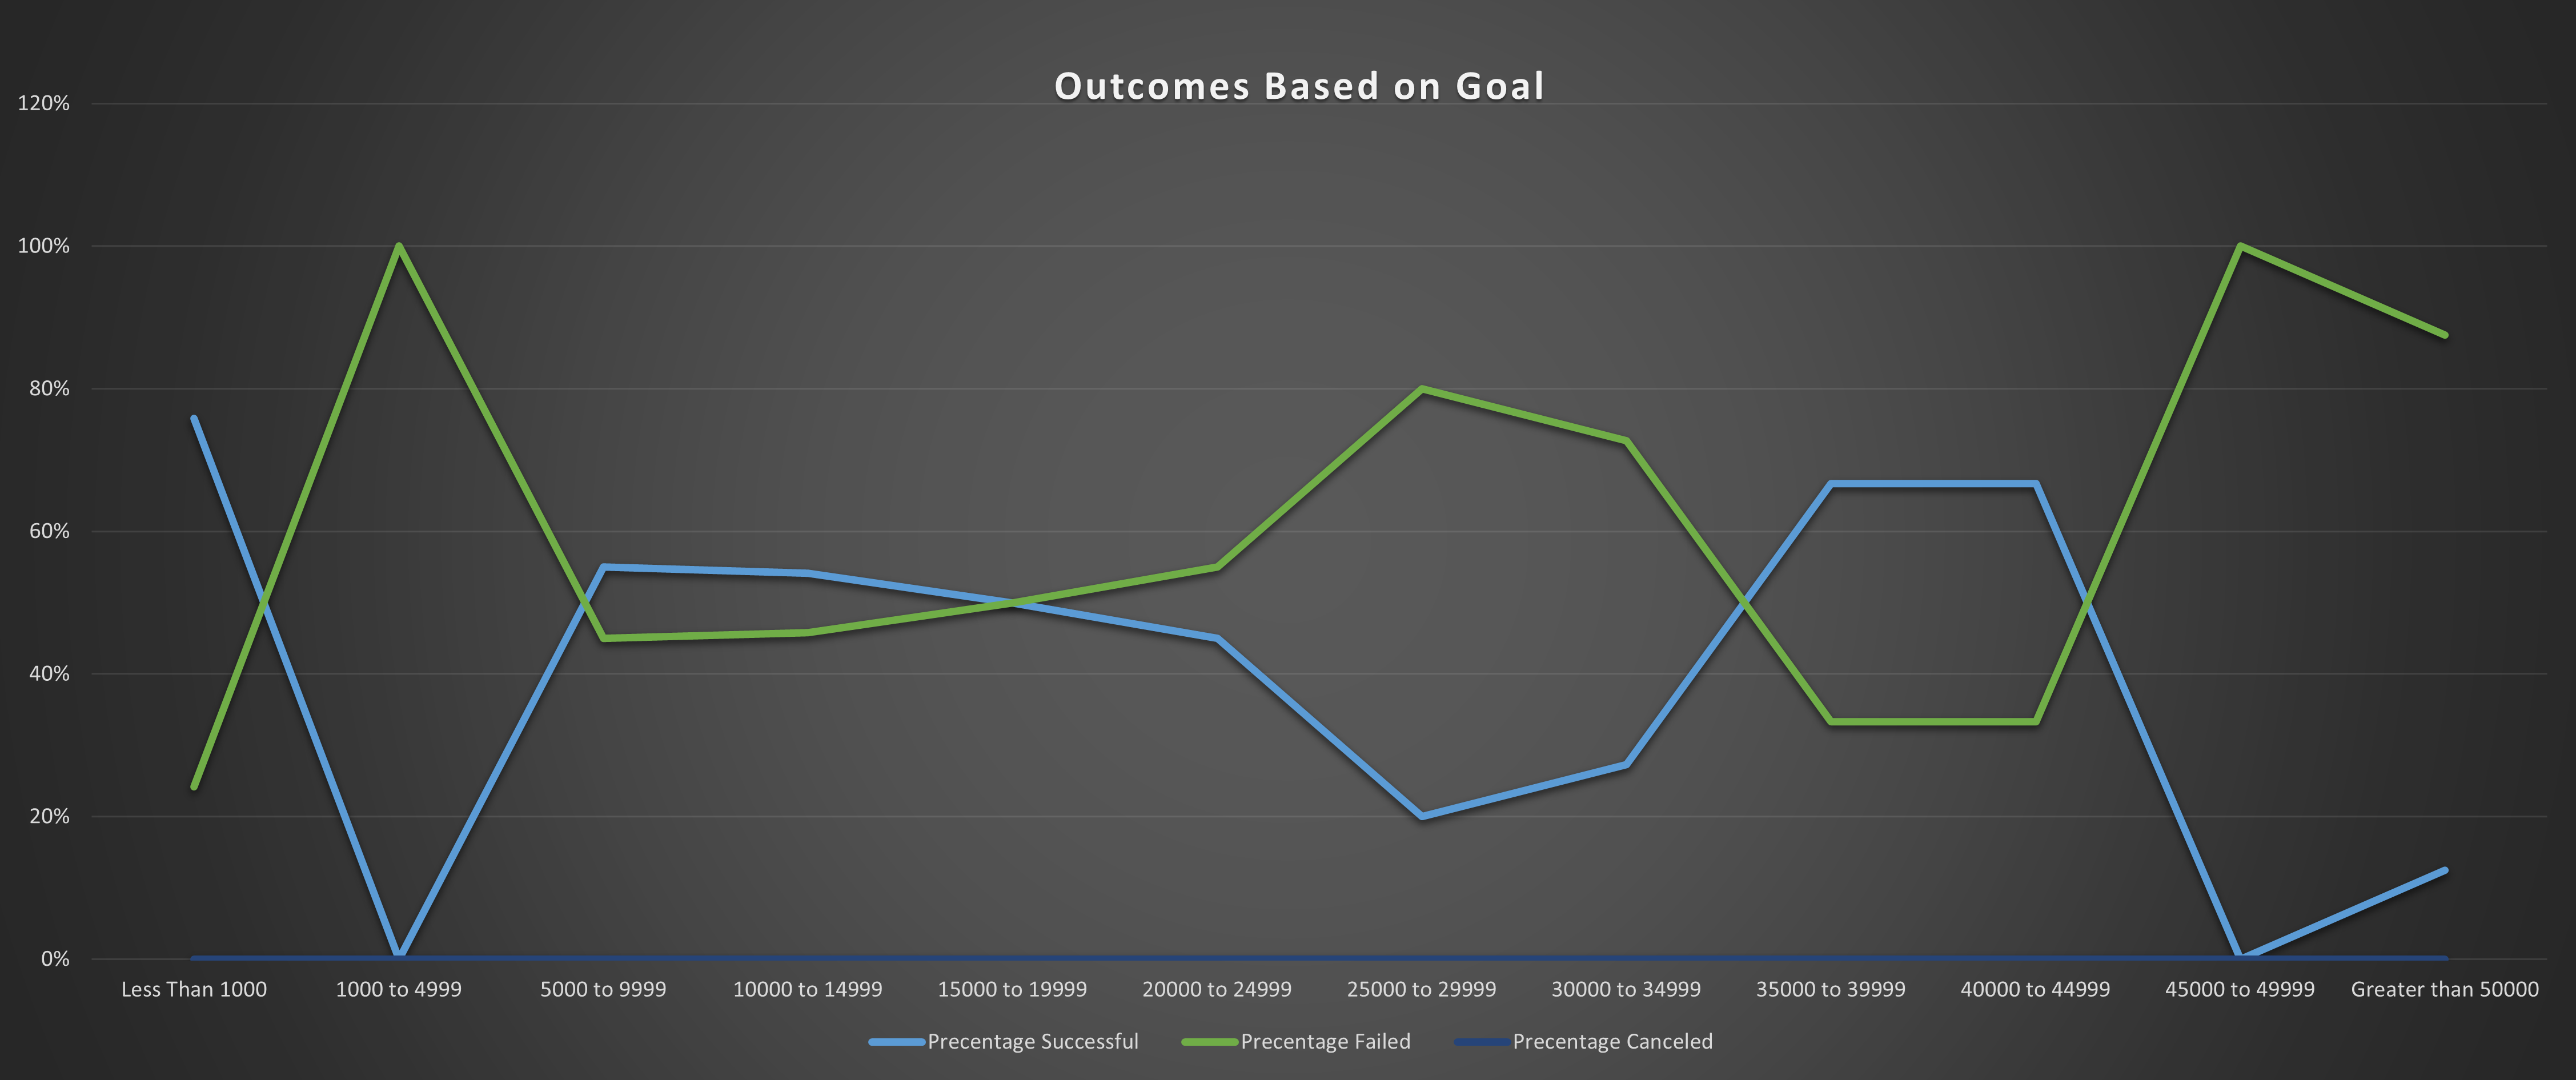 Outcomes Based on Goal
120%
100%
80%
60%
40%
20%
0%
Less Than 1000 1000 to 4999 5000 to 9999 10000 to 14999 15000 to 19999 20000 to 24999 25000 to 29999 30000 to 34999 35000 to 39999 40000 to 44999 45000 to 49999 Greater than 50000
Precentage Successful Precentage Failed Precentage Canceled